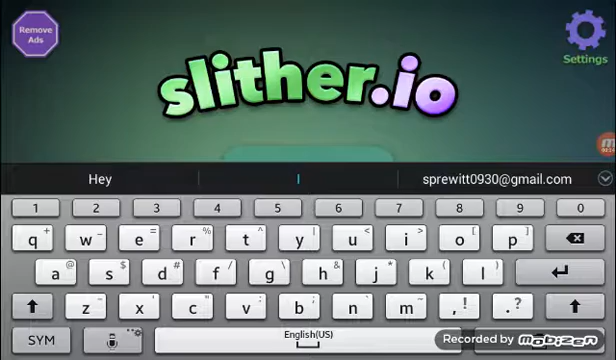 Remove
Ads
slither.io
Settings
Hey I sprewitt0930@gmail.com
1 2 3 4 5 6 7 8 9 0
q + w - e = r % t ^ y | u < i > o [ p ]
a @ s $ d # f / g \ h & j * k ( l )
z x c v b n m , ! . ?
SYM English(US)
Recorded by mobizen